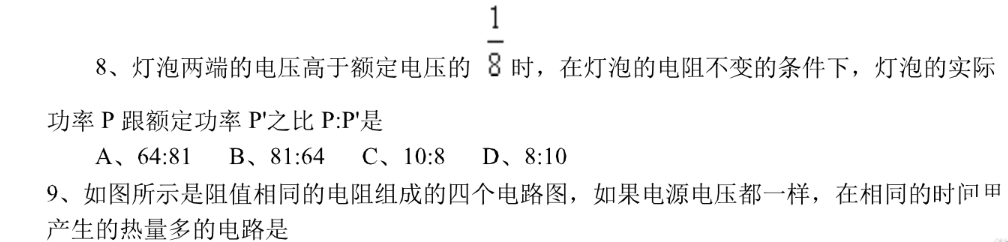 8、灯泡两端的电压高于额定电压的 1/8 时，在灯泡的电阻不变的条件下，灯泡的实际
功率 P 跟额定功率 P'之比 P:P'是
A、64:81 B、81:64 C、10:8 D、8:10
9、如图所示是阻值相同的电阻组成的四个电路图，如果电源电压都一样，在相同的时间
产生的热量多的电路是